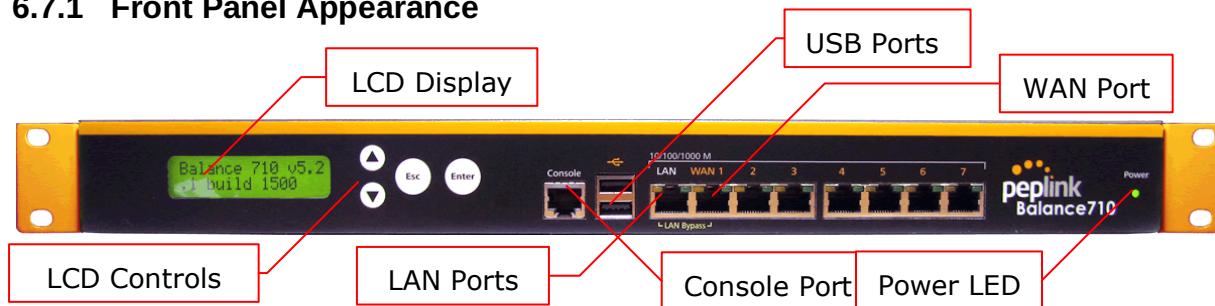 6.7.1 Front Panel Appearance
USB Ports
LCD Display
WAN Port
Balance 710 v5.2
.1 build 1500
Esc
Enter
Console
10/100/1000 M
LAN WAN 1 2 3 4 5 6 7
LAN Bypass
peplink
Balance710
Power
LCD Controls
LAN Ports
Console Port
Power LED